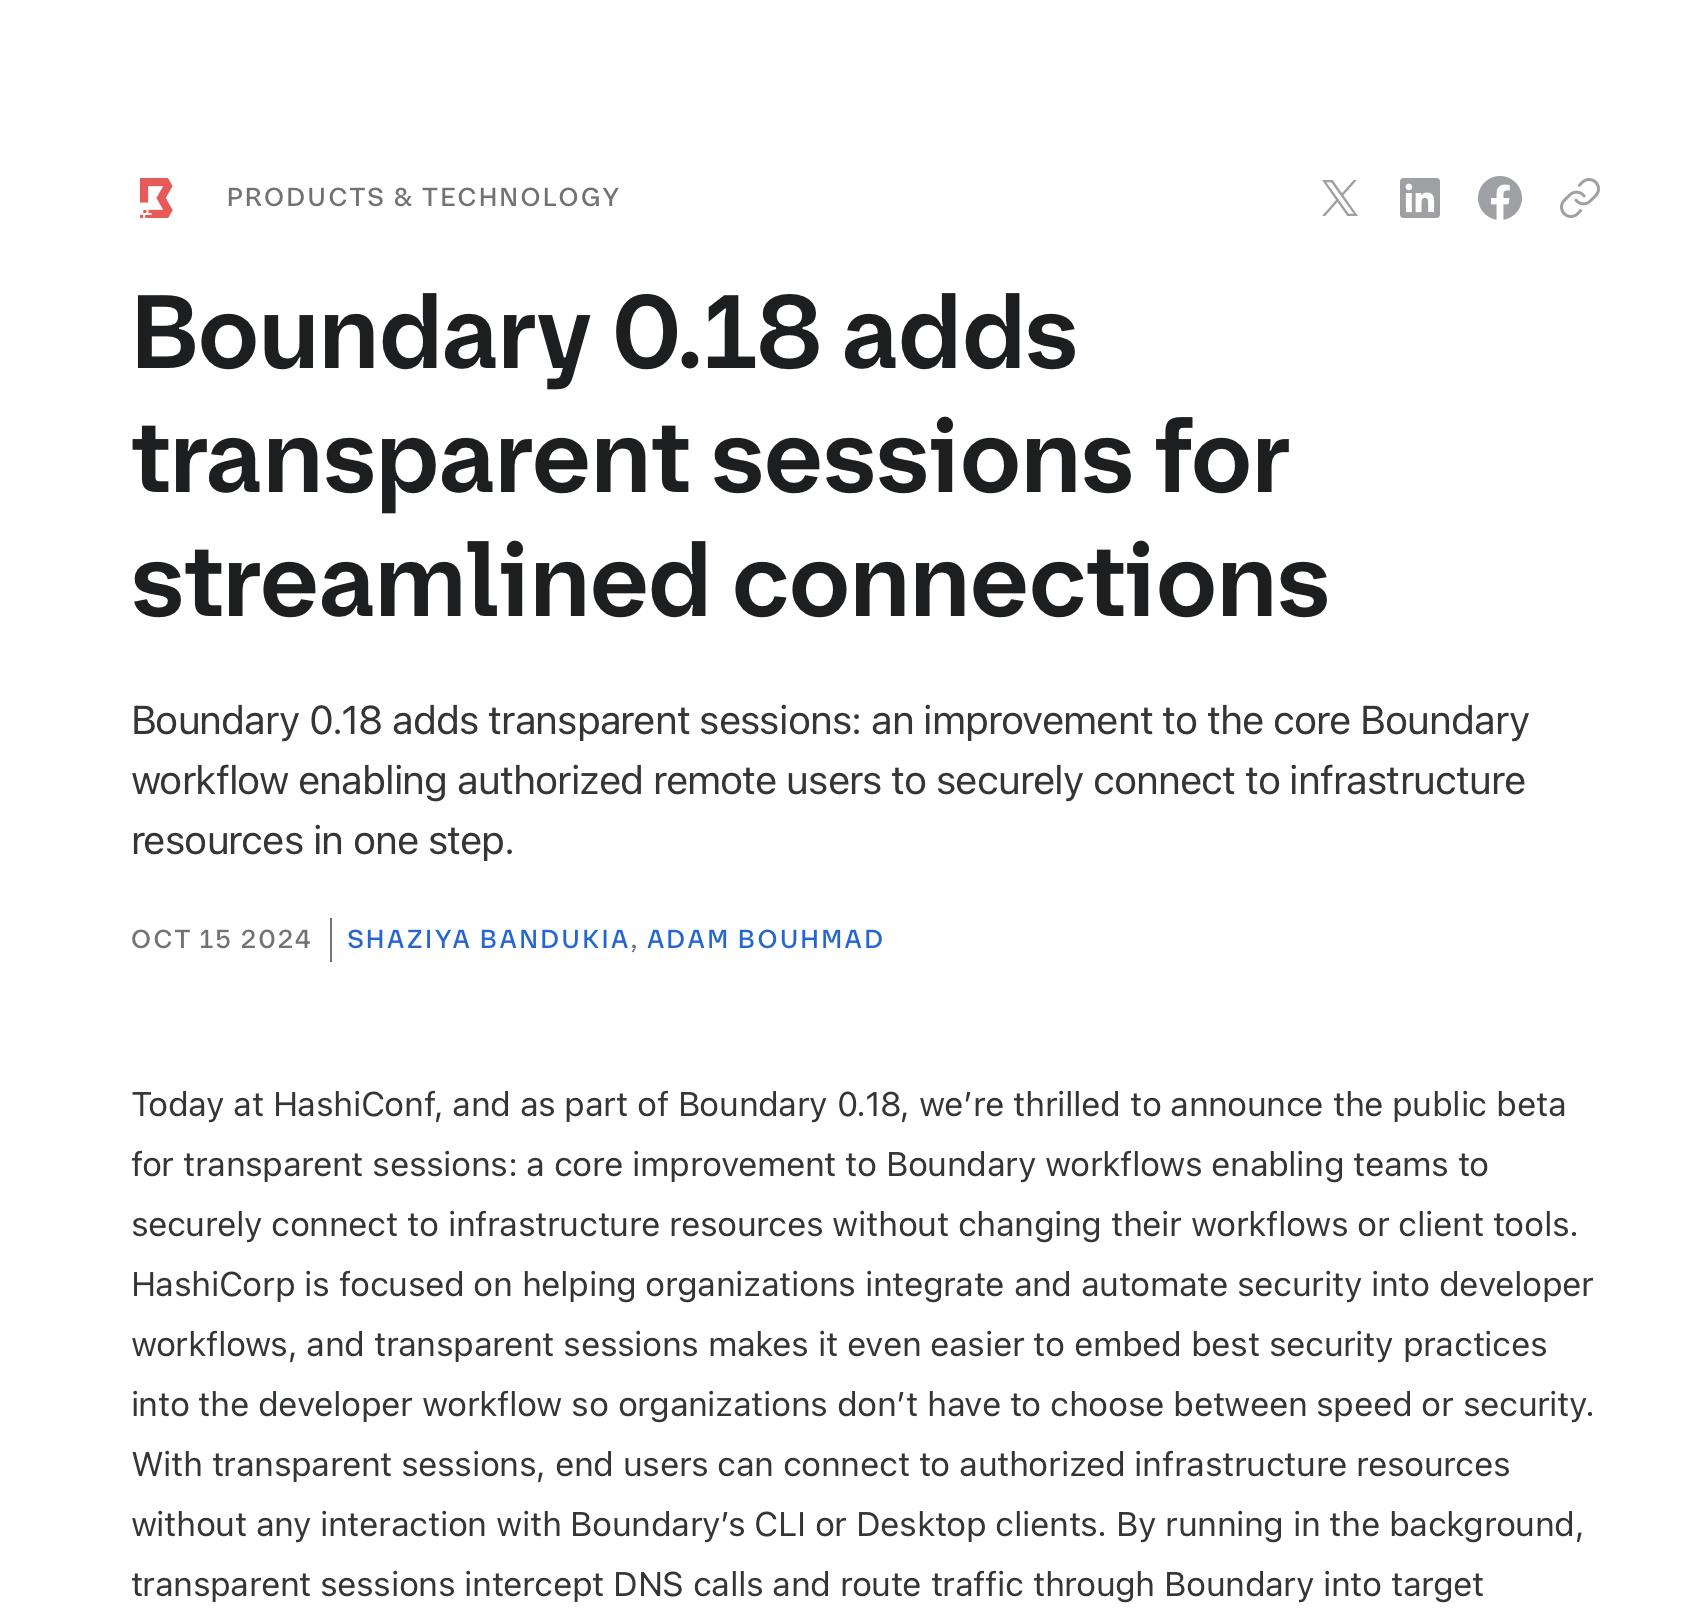 PRODUCTS & TECHNOLOGY
Boundary 0.18 adds
transparent sessions for
streamlined connections
Boundary 0.18 adds transparent sessions: an improvement to the core Boundary
workflow enabling authorized remote users to securely connect to infrastructure
resources in one step.
OCT 15 2024 | SHAZIYA BANDUKIA, ADAM BOUHMAD
Today at HashiConf, and as part of Boundary 0.18, we’re thrilled to announce the public beta
for transparent sessions: a core improvement to Boundary workflows enabling teams to
securely connect to infrastructure resources without changing their workflows or client tools.
HashiCorp is focused on helping organizations integrate and automate security into developer
workflows, and transparent sessions makes it even easier to embed best security practices
into the developer workflow so organizations don’t have to choose between speed or security.
With transparent sessions, end users can connect to authorized infrastructure resources
without any interaction with Boundary’s CLI or Desktop clients. By running in the background,
transparent sessions intercept DNS calls and route traffic through Boundary into target